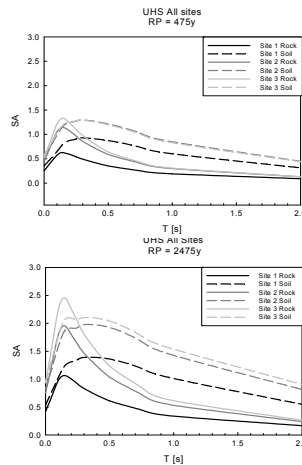 UHS All sites
RP = 475y
3.0
2.5
2.0
1.5
1.0
0.5
0.0
SA
Site 1 Rock
Site 1 Soil
Site 2 Rock
Site 2 Soil
Site 3 Rock
Site 3 Soil
0.0 0.5 1.0 1.5 2.0
T [s]
UHS All Sites
RP = 2475y
3.0
2.5
2.0
1.5
1.0
0.5
0.0
SA
Site 1 Rock
Site 1 Soil
Site 2 Rock
Site 2 Soil
Site 3 Rock
Site 3 Soil
0.0 0.5 1.0 1.5 2.0
T [s]